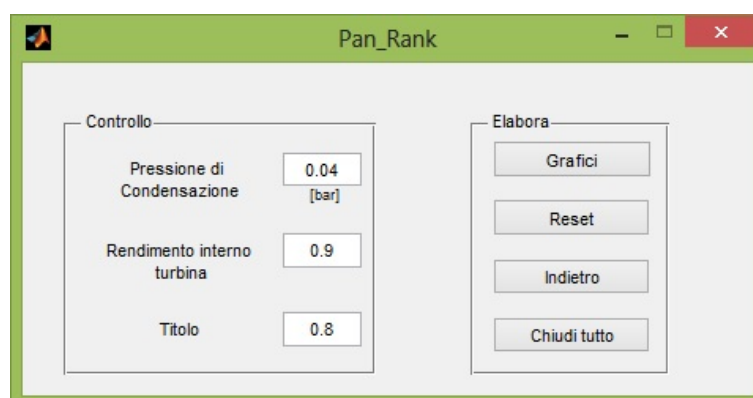 Pan_Rank
Controllo
Pressione di
Condensazione
0.04
[bar]
Rendimento interno
turbina
0.9
Titolo
0.8
Elabora
Grafici
Reset
Indietro
Chiudi tutto